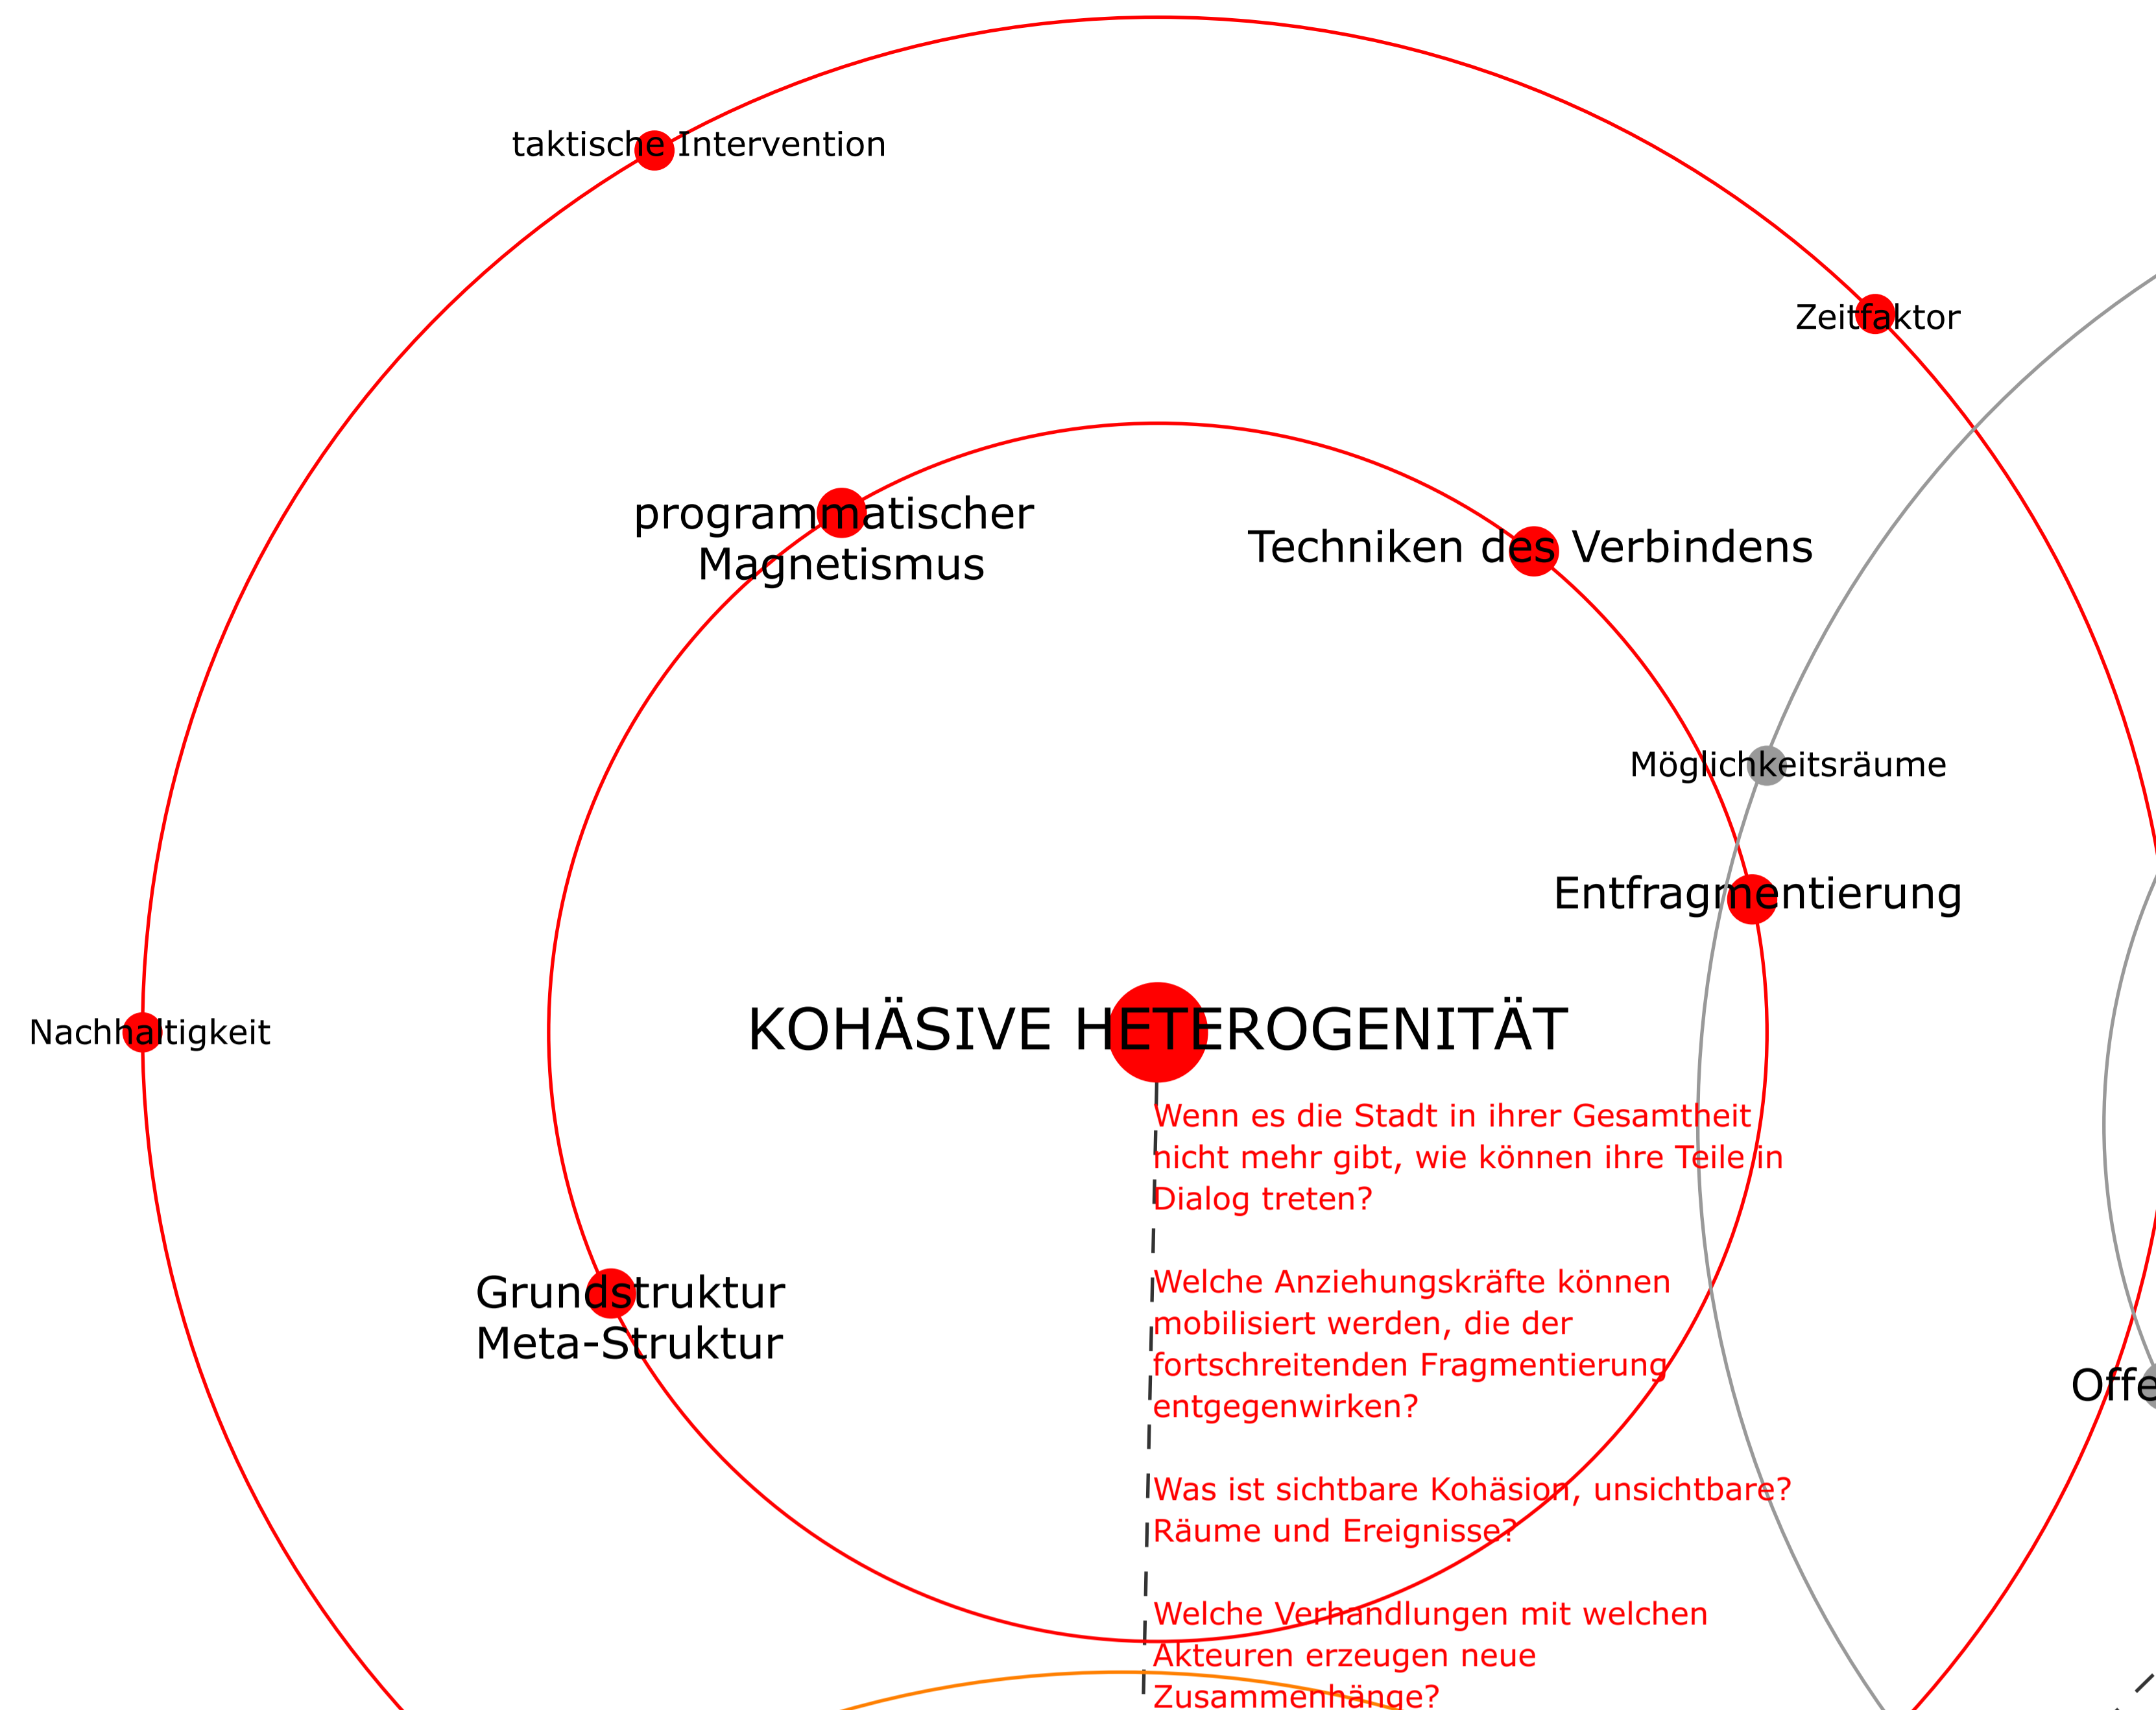 taktische Intervention
Zeitfaktor
programmatischer
Magnetismus
Techniken des Verbindens
Möglichkeitsräume
Entfragmentierung
KOHÄSIVE HETEROGENITÄT
Nachhaltigkeit
Wenn es die Stadt in ihrer Gesamtheit
nicht mehr gibt, wie können ihre Teile in
Dialog treten?
Welche Anziehungskräfte können
mobilisiert werden, die der
fortschreitenden Fragmentierung
entgegenwirken?
Grundstruktur
Meta-Struktur
Was ist sichtbare Kohäsion, unsichtbare?
Räume und Ereignisse?
Welche Verhandlungen mit welchen
Akteuren erzeugen neue
Zusammenhänge?